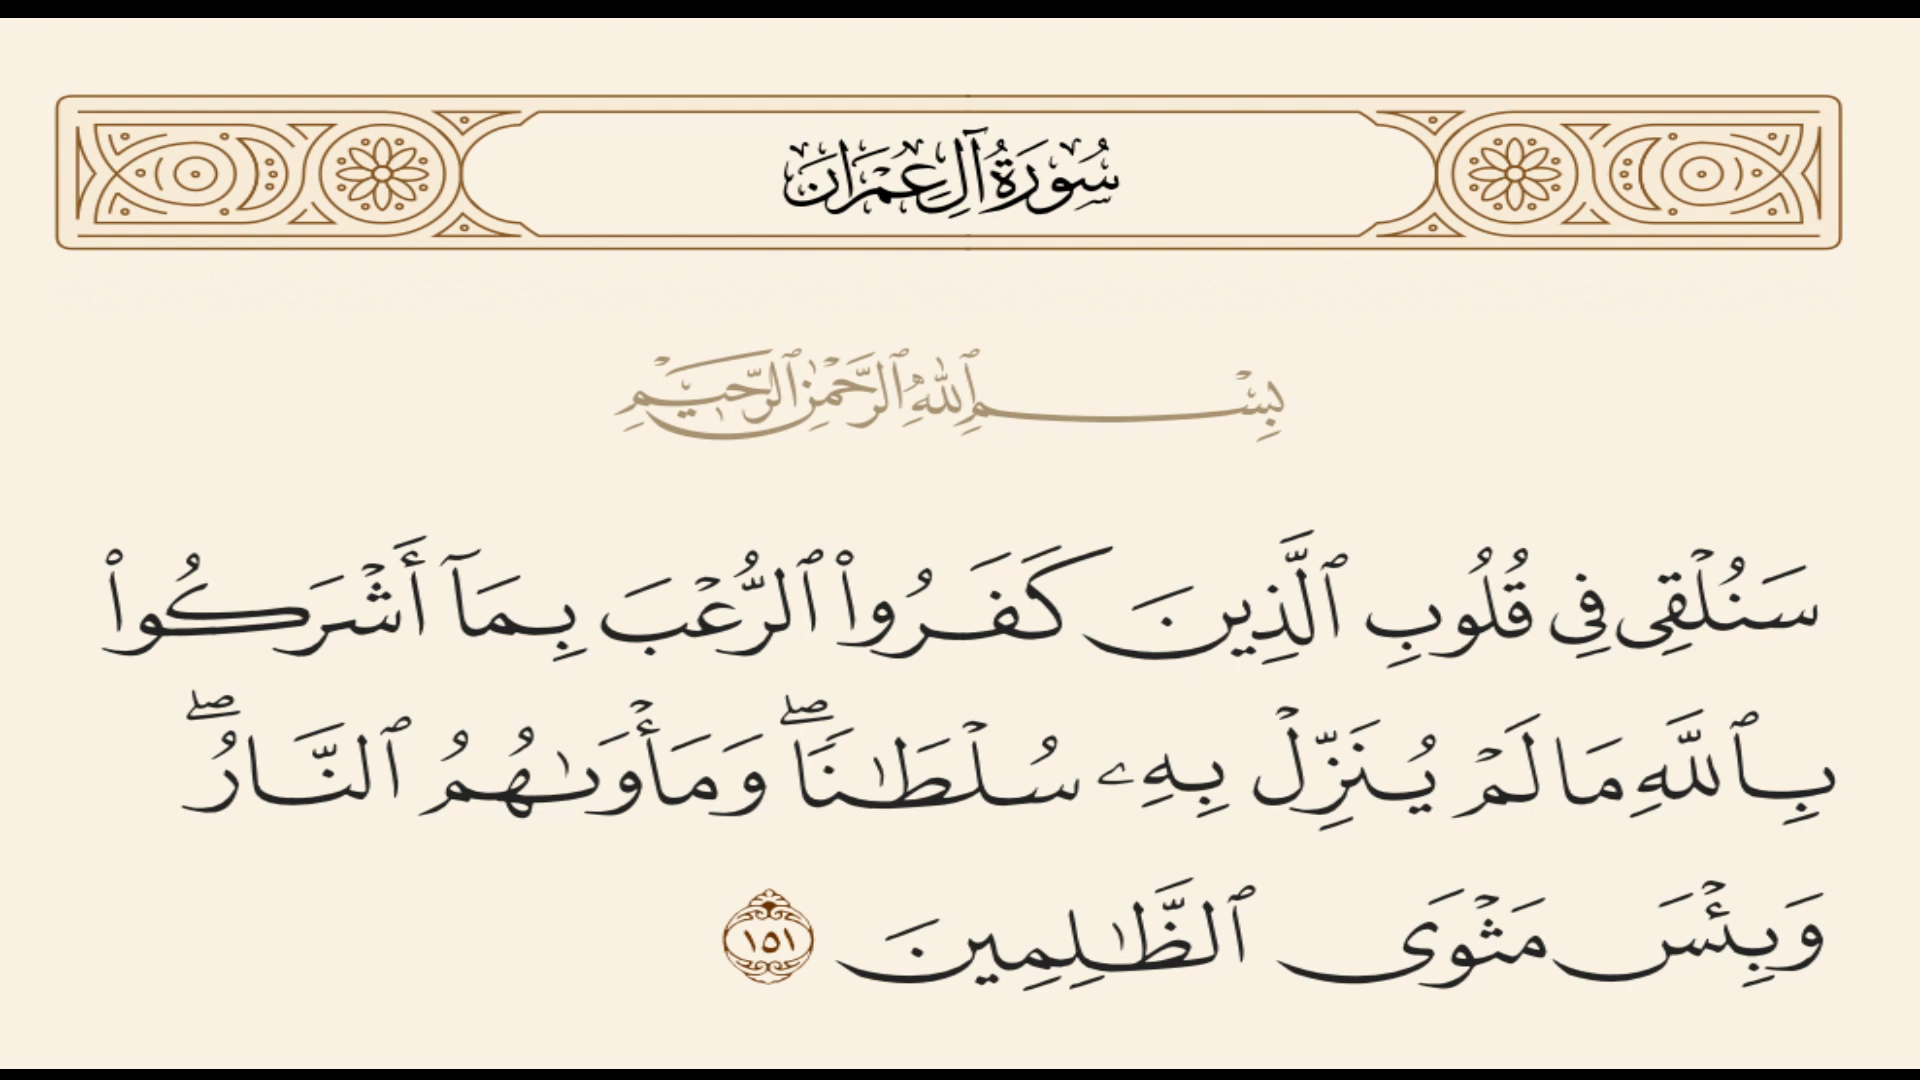 سُورَةُ آلِ عِمْرَانَ
بِسْمِ ٱللَّهِ ٱلرَّحْمَٰنِ ٱلرَّحِيمِ
سَنُلْقِى فِى قُلُوبِ ٱلَّذِينَ كَفَرُوا۟ ٱلرُّعْبَ بِمَآ أَشْرَكُوا۟
بِٱللَّهِ مَا لَمْ يُنَزِّلْ بِهِۦ سُلْطَـٰنًا ۖ وَمَأْوَىٰهُمُ ٱلنَّارُ ۖ
وَبِئْسَ مَثْوَى ٱلظَّـٰلِمِينَ ١٥١